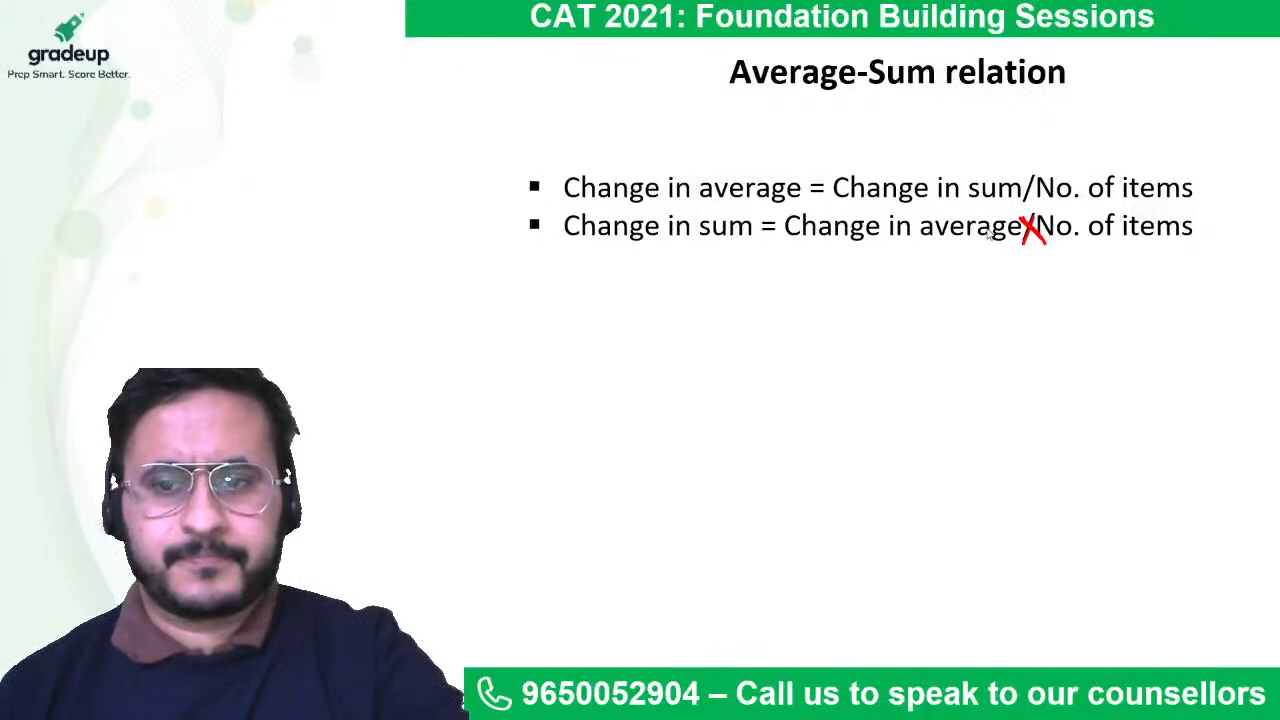 gradeup
Prep Smart. Score Better.
CAT 2021: Foundation Building Sessions
Average-Sum relation
▪ Change in average = Change in sum/No. of items
▪ Change in sum = Change in average/No. of items
9650052904 – Call us to speak to our counsellors